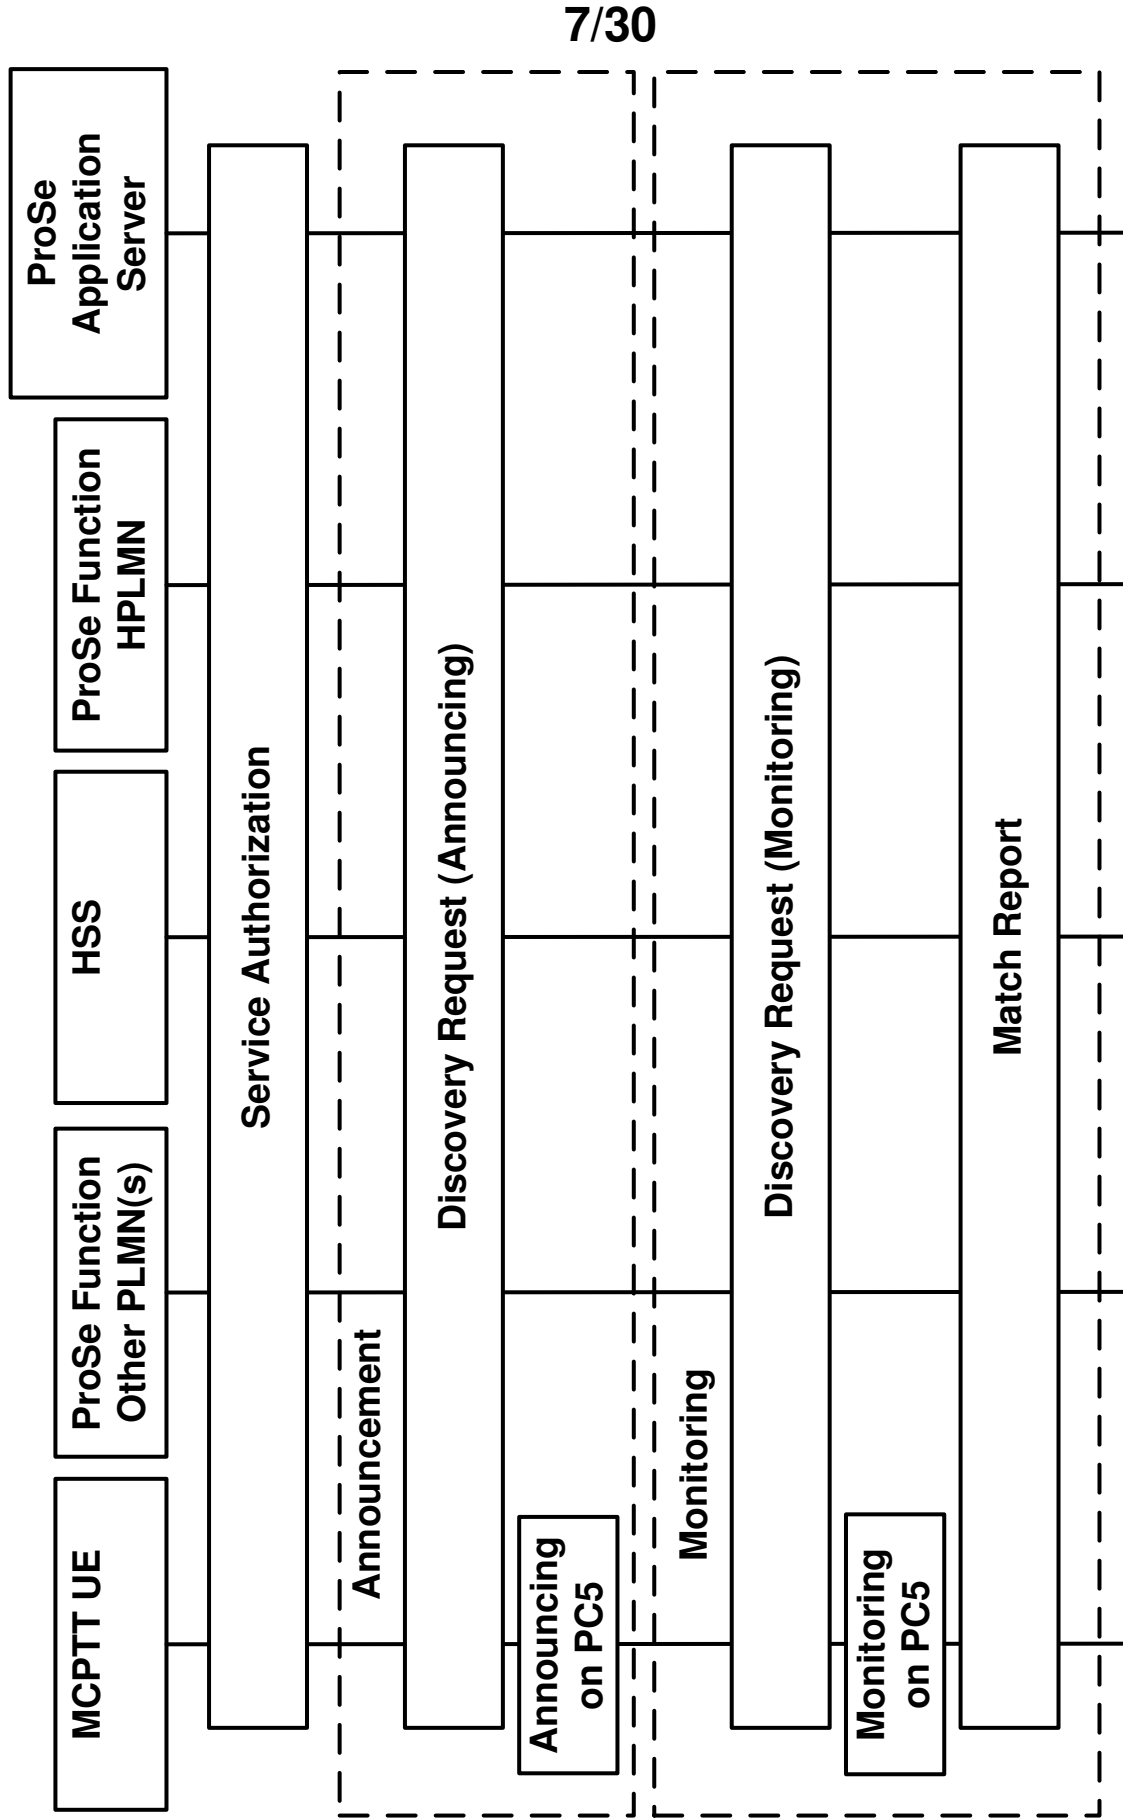 7/30
MCPTT UE
ProSe Function
Other PLMN(s)
HSS
ProSe Function
HPLMN
ProSe
Application
Server
Service Authorization
Announcement
Discovery Request (Announcing)
Announcing
on PC5
Monitoring
Discovery Request (Monitoring)
Monitoring
on PC5
Match Report